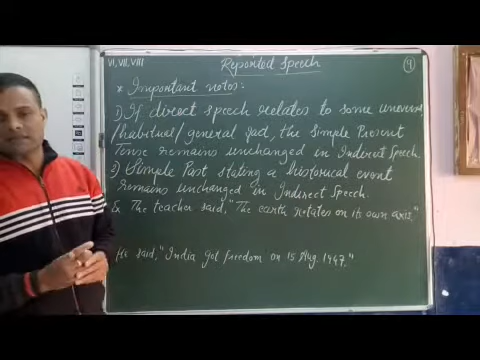 VI, VII, VIII
Reported Speech
(9)
* Important notes:
1) If direct speech relates to some univer
/habitual/general fact, the Simple Present
Tense remains unchanged in Indirect Speech.
2) Simple Past stating a historical event
remains unchanged in Indirect Speech.
Ex The teacher said, "The earth rotates on its own axis."
He said, "India got freedom on 15 Aug. 1947."